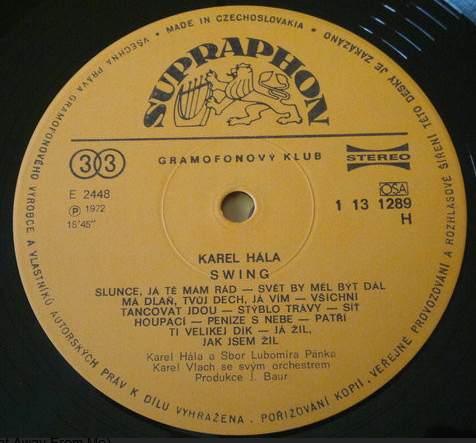 VŠECHNA PRÁVA GRAMOFONOVÉHO VÝROBCE A VLASTNÍKŮ AUTORSKÝCH PRÁV K DÍLU VYHRAŽENA. POŘIZOVÁNÍ KOPIÍ, VEŘEJNÉ PROVOZOVÁNÍ A ROZHLASOVÉ ŠÍŘENÍ TÉTO DESKY JE ZAKÁZÁNO • MADE IN CZECHOSLOVAKIA •
SUPRAPHON
33
GRAMOFONOVÝ KLUB
STEREO
E 2448
OSA
Ⓟ 1972
1 13 1289
15'45"
H
KAREL HÁLA
SWING
SLUNCE, JÁ TĚ MÁM RÁD — SVĚT BY MĚL BÝT DÁL
MÁ DLAŇ, TVŮJ DECH, JÁ VÍM — VŠICHNI
TANCOVAT JDOU — STÝBLO TRÁVY — SÍŤ
HOUPACÍ — PENÍZE S NEBE — PATŘÍ
TI VELIKEJ DÍK — JÁ ŽIL,
JAK JSEM ŽIL
Karel Hála a Sbor Lubomíra Pánka
Karel Vlach se svým orchestrem
Produkce J. Baur
Away From Me)